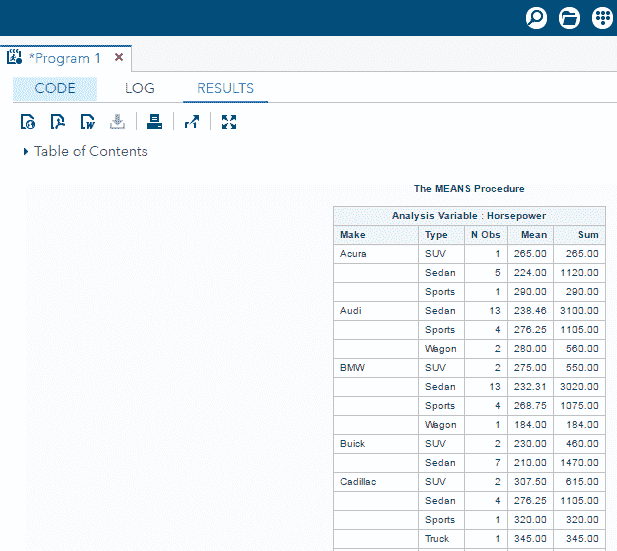 *Program 1
CODE LOG RESULTS
Table of Contents
The MEANS Procedure
Analysis Variable : Horsepower
Make Type N Obs Mean Sum
Acura SUV 1 265.00 265.00
Sedan 5 224.00 1120.00
Sports 1 290.00 290.00
Audi Sedan 13 238.46 3100.00
Sports 4 276.25 1105.00
Wagon 2 280.00 560.00
BMW SUV 2 275.00 550.00
Sedan 13 232.31 3020.00
Sports 4 268.75 1075.00
Wagon 1 184.00 184.00
Buick SUV 2 230.00 460.00
Sedan 7 210.00 1470.00
Cadillac SUV 2 307.50 615.00
Sedan 4 276.25 1105.00
Sports 1 320.00 320.00
Truck 1 345.00 345.00